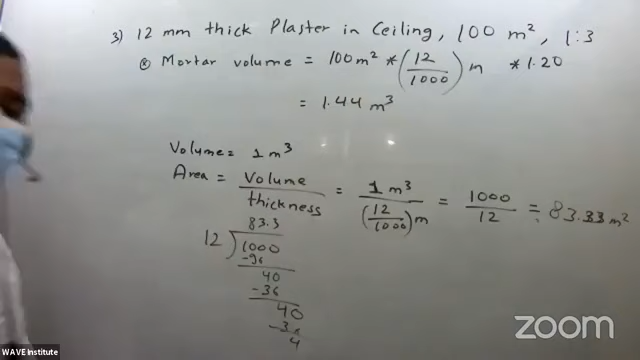 3) 12 mm thick Plaster in Ceiling, 100 m², 1:3
⊗ Mortar volume = 100 m² * (12/1000) m * 1.20
= 1.44 m³
Volume = 1 m³
Area = Volume/thickness = 1 m³/(12/1000) m = 1000/12 = 83.33 m²
83.3
12 1000
-96
40
-36
40
-36
4
WAVE Institute
zoom